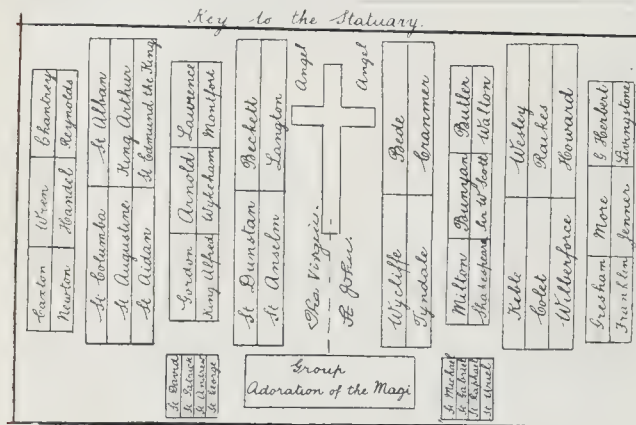 Key to the Statuary.
Caxton Wren Chantrey
Newton Handel Reynolds
St Columba St Alban
St Augustine King Arthur
St Aidan St Edmund the King
Gordon Arnold Lawrence
King Alfred Wykeham Montfort
St Dunstan Beckett
St Anselm Langton
The Virgin. Angel
St John Angel
Wycliffe Bede
Tyndale Cranmer
Milton Bunyan Butler
Shakespeare Sir W Scott Walton
Keble Wesley
Colet Raikes
Wilberforce Howard
Gresham More G Herbert
Franklin Jenner Livingstone
St David
St Patrick
St Andrew
St George
Group
Adoration of the Magi
St Michael
St Gabriel
St Raphael
St Uriel